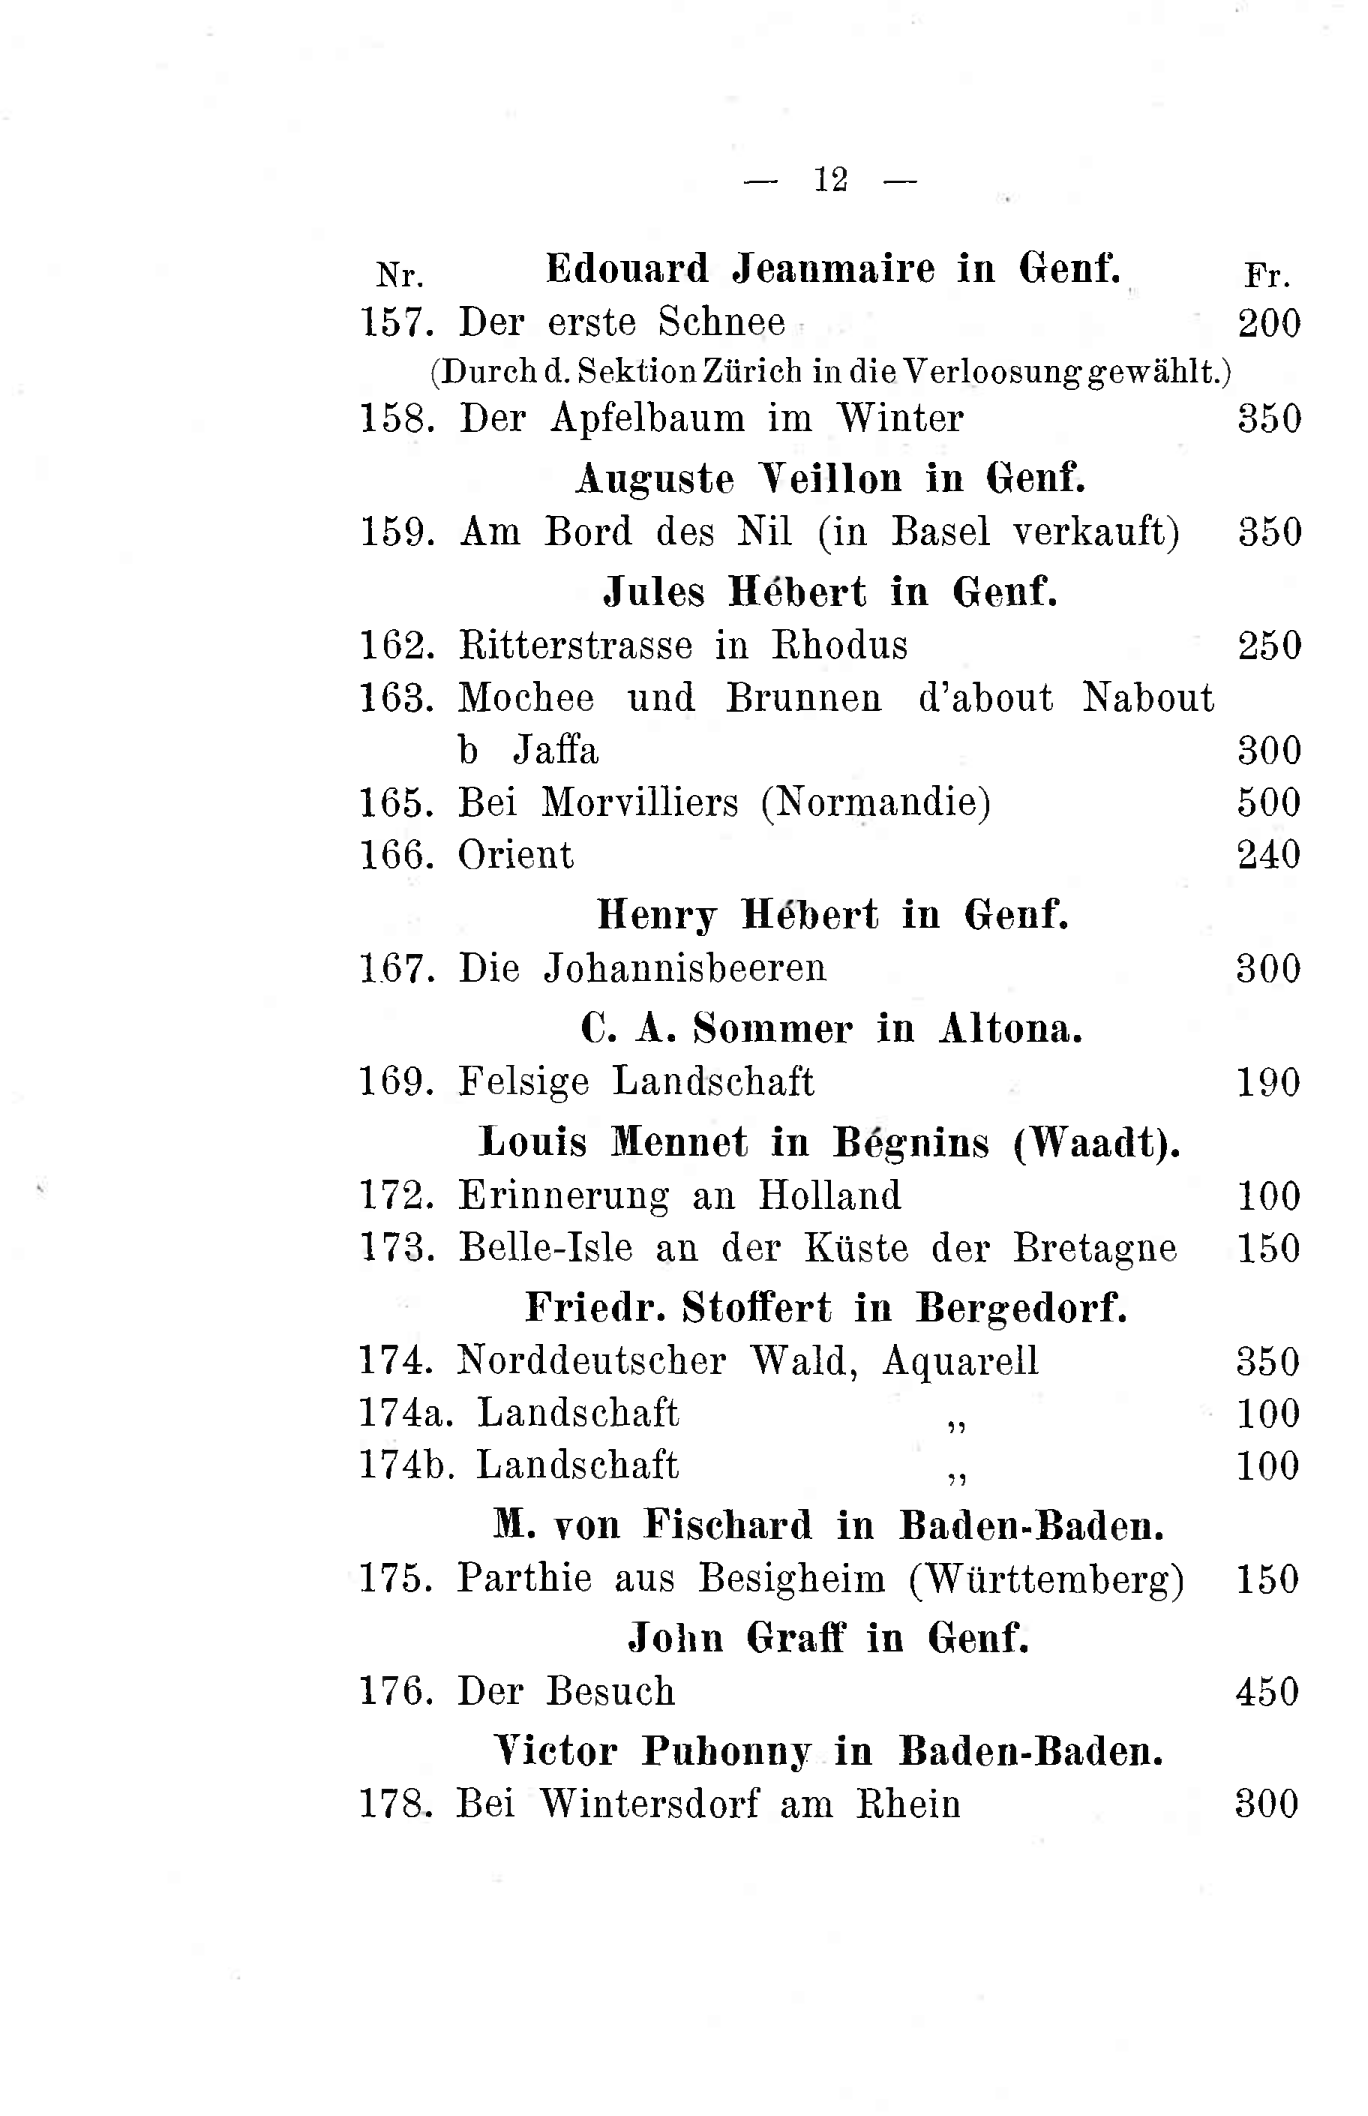 — 12 —
Nr. Edouard Jeanmaire in Genf. Fr.
157. Der erste Schnee 200
(Durch d. Sektion Zürich in die Verloosung gewählt.)
158. Der Apfelbaum im Winter 350
Auguste Veillon in Genf.
159. Am Bord des Nil (in Basel verkauft) 350
Jules Hébert in Genf.
162. Ritterstrasse in Rhodus 250
163. Mochee und Brunnen d'about Nabout
b Jaffa 300
165. Bei Morvilliers (Normandie) 500
166. Orient 240
Henry Hébert in Genf.
167. Die Johannisbeeren 300
C. A. Sommer in Altona.
169. Felsige Landschaft 190
Louis Mennet in Bégnins (Waadt).
172. Erinnerung an Holland 100
173. Belle-Isle an der Küste der Bretagne 150
Friedr. Stoffert in Bergedorf.
174. Norddeutscher Wald, Aquarell 350
174a. Landschaft „ 100
174b. Landschaft „ 100
M. von Fischard in Baden-Baden.
175. Parthie aus Besigheim (Württemberg) 150
John Graff in Genf.
176. Der Besuch 450
Victor Puhonny in Baden-Baden.
178. Bei Wintersdorf am Rhein 300